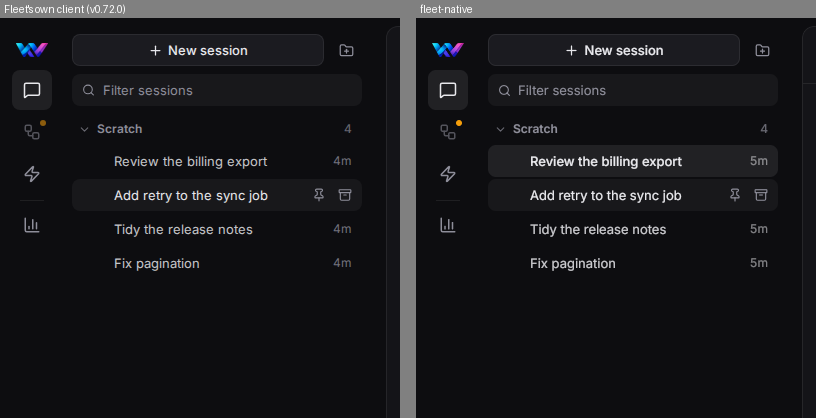 Fleet's own client (v0.72.0)
New session
Filter sessions
Scratch 4
Review the billing export 4m
Add retry to the sync job
Tidy the release notes 4m
Fix pagination 4m
fleet-native
New session
Filter sessions
Scratch 4
Review the billing export 5m
Add retry to the sync job
Tidy the release notes 5m
Fix pagination 5m